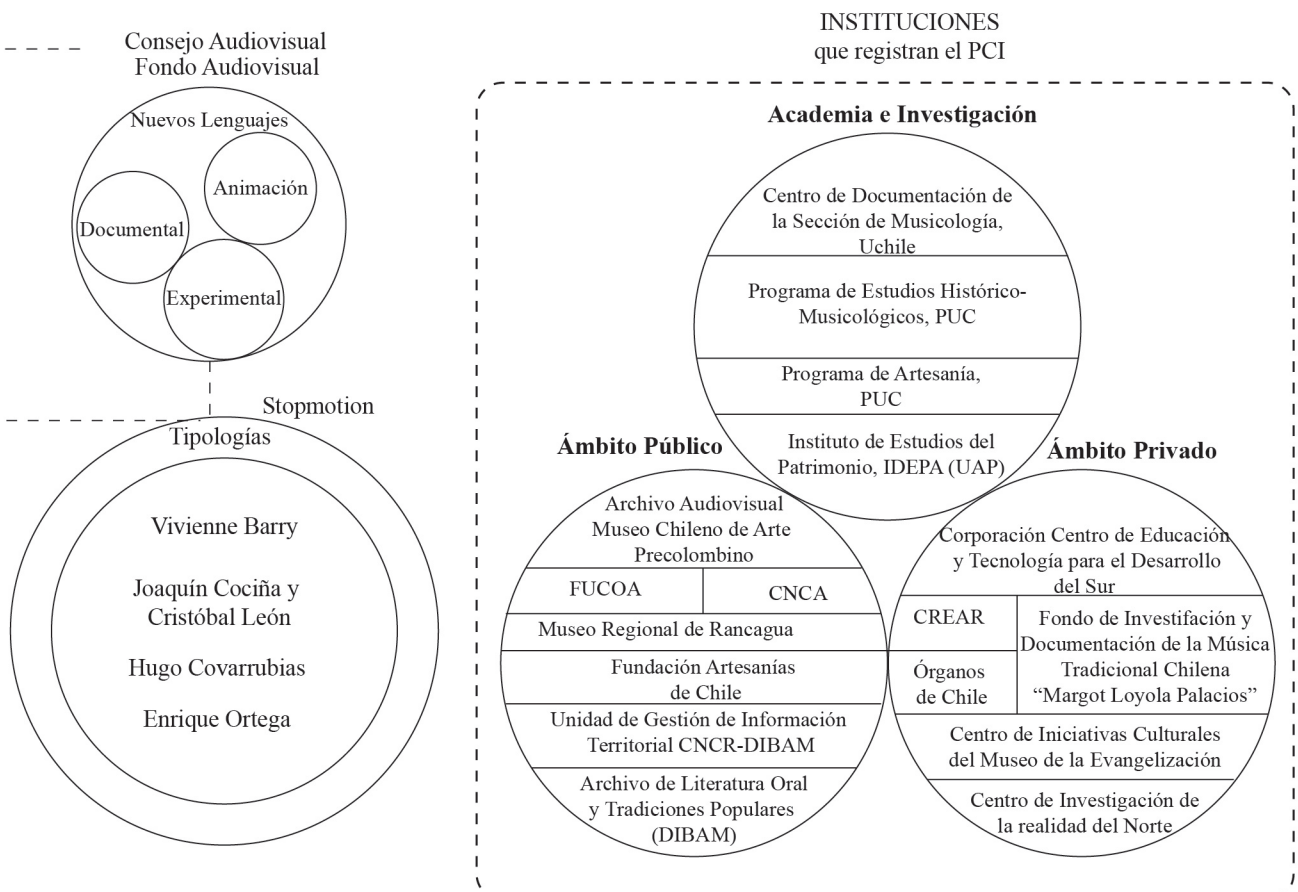 Consejo Audiovisual
Fondo Audiovisual
Nuevos Lenguajes
Animación
Documental
Experimental
Stopmotion
Tipologías
Vivienne Barry
Joaquín Cociña y
Cristóbal León
Hugo Covarrubias
Enrique Ortega
INSTITUCIONES
que registran el PCI
Academia e Investigación
Centro de Documentación de
la Sección de Musicología,
Uchile
Programa de Estudios Histórico-
Musicológicos, PUC
Programa de Artesanía,
PUC
Instituto de Estudios del
Patrimonio, IDEPA (UAP)
Ámbito Público
Archivo Audiovisual
Museo Chileno de Arte
Precolombino
FUCOA
CNCA
Museo Regional de Rancagua
Fundación Artesanías
de Chile
Unidad de Gestión de Información
Territorial CNCR-DIBAM
Archivo de Literatura Oral
y Tradiciones Populares
(DIBAM)
Ámbito Privado
Corporación Centro de Educación
y Tecnología para el Desarrollo
del Sur
CREAR
Órganos
de Chile
Fondo de Investifación y
Documentación de la Música
Tradicional Chilena
“Margot Loyola Palacios”
Centro de Iniciativas Culturales
del Museo de la Evangelización
Centro de Investigación de
la realidad del Norte